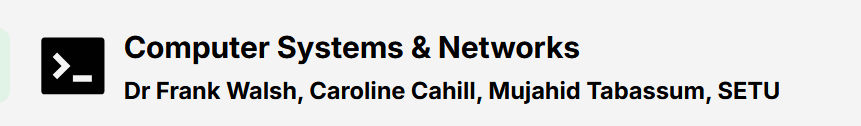 Computer Systems & Networks
Dr Frank Walsh, Caroline Cahill, Mujahid Tabassum, SETU